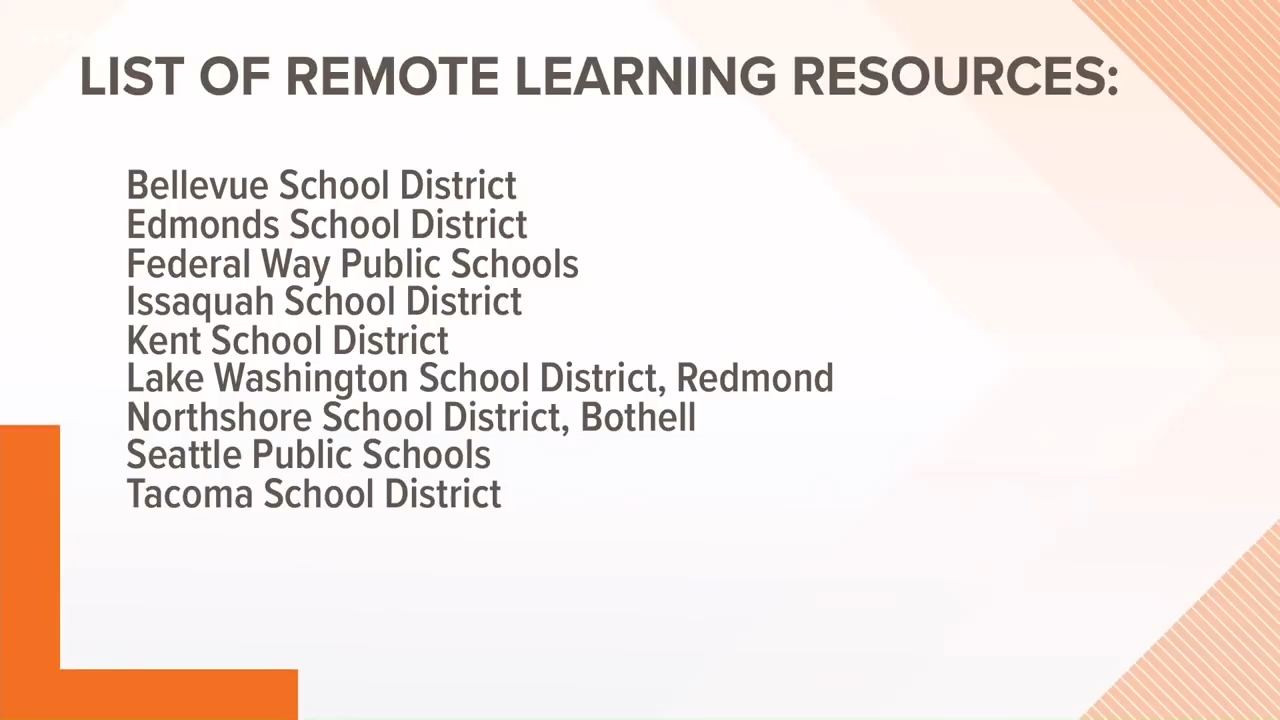 LIST OF REMOTE LEARNING RESOURCES:
Bellevue School District
Edmonds School District
Federal Way Public Schools
Issaquah School District
Kent School District
Lake Washington School District, Redmond
Northshore School District, Bothell
Seattle Public Schools
Tacoma School District